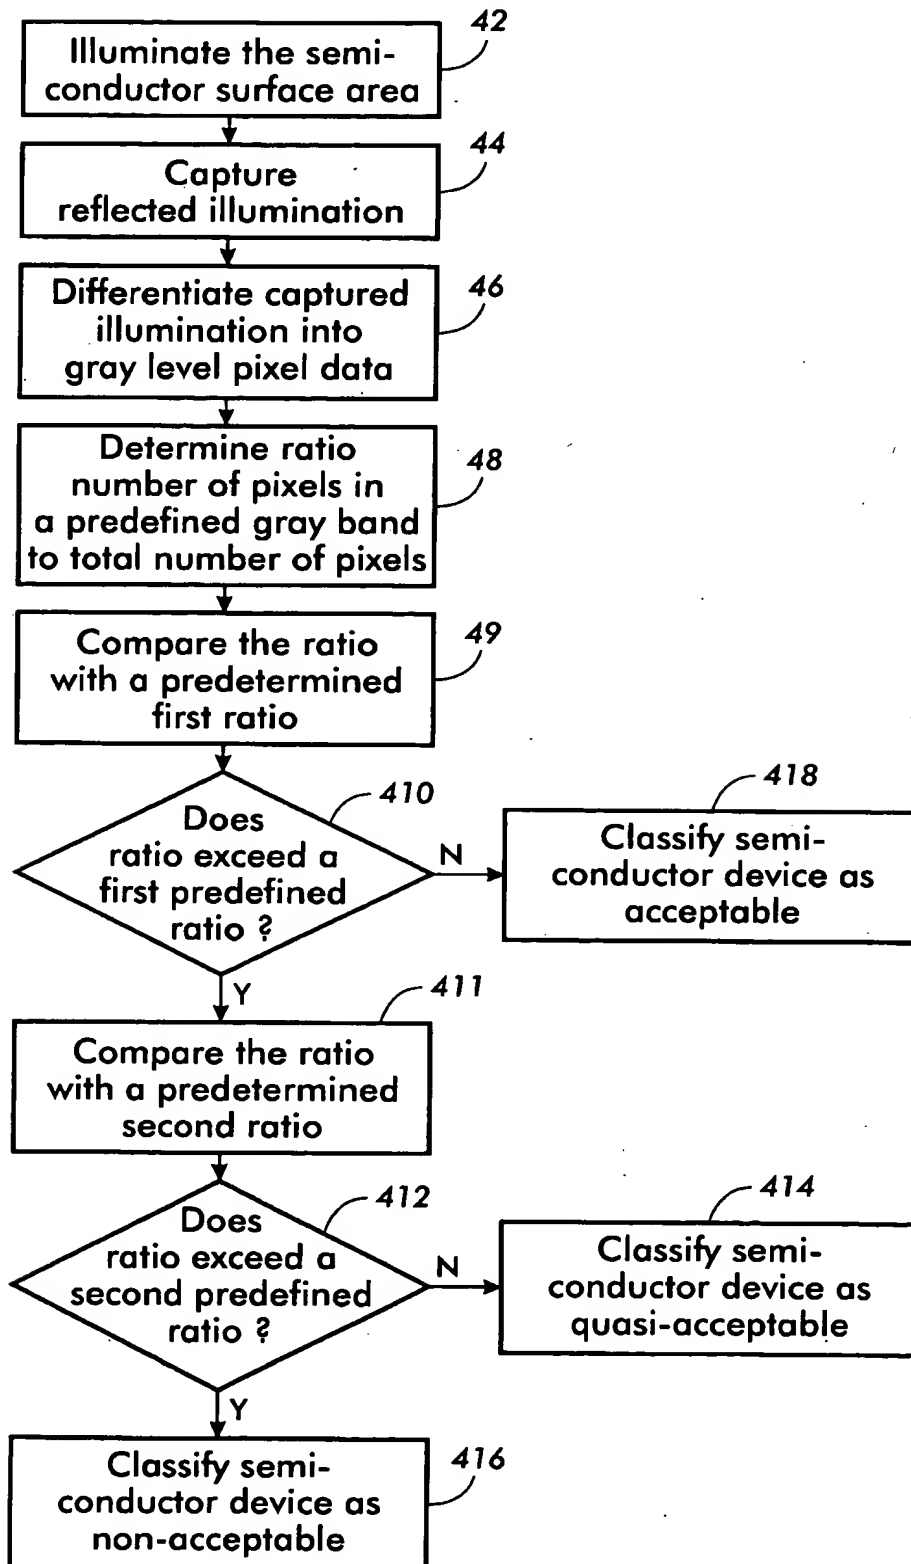 42
Illuminate the semi-
conductor surface area
44
Capture
reflected illumination
46
Differentiate captured
illumination into
gray level pixel data
48
Determine ratio
number of pixels in
a predefined gray band
to total number of pixels
49
Compare the ratio
with a predetermined
first ratio
410
Does
ratio exceed a
first predefined
ratio ?
N
418
Classify semi-
conductor device as
acceptable
Y
411
Compare the ratio
with a predetermined
second ratio
412
Does
ratio exceed a
second predefined
ratio ?
N
414
Classify semi-
conductor device as
quasi-acceptable
Y
416
Classify semi-
conductor device as
non-acceptable